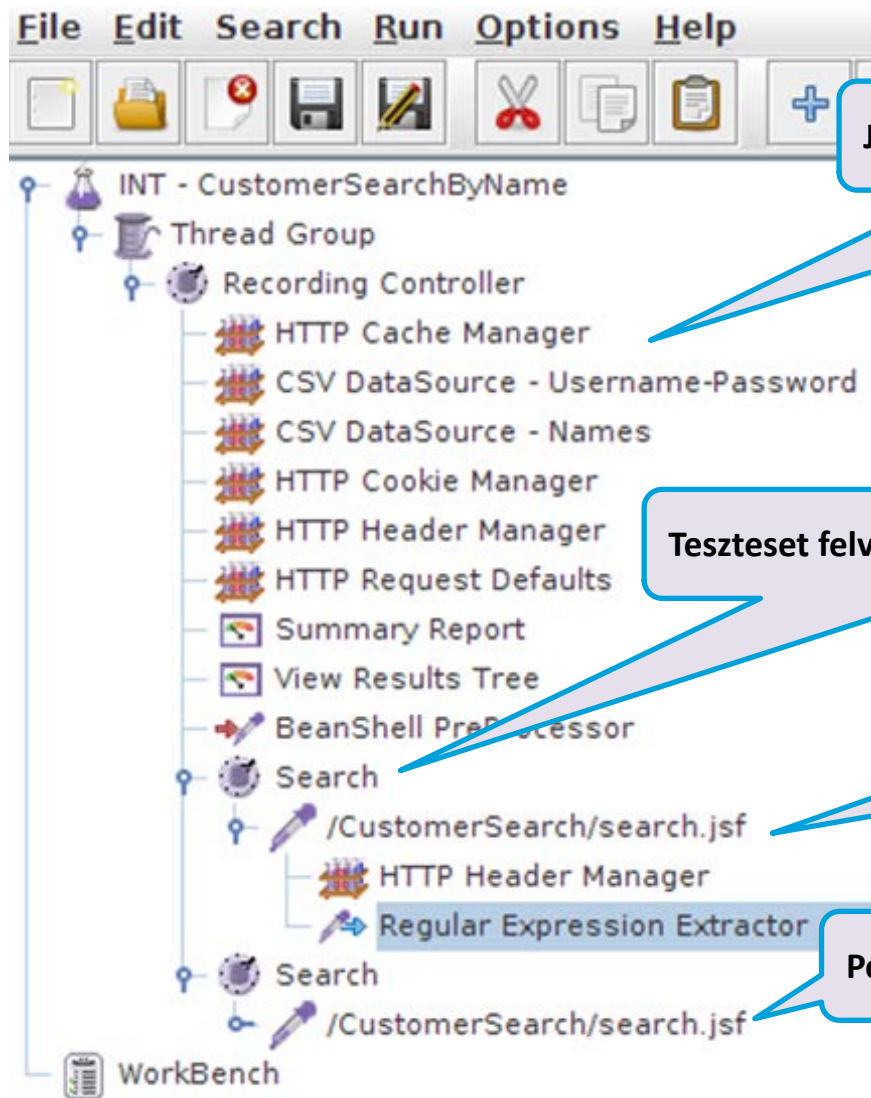 File Edit Search Run Options Help
INT - CustomerSearchByName
Thread Group
Recording Controller
HTTP Cache Manager
CSV DataSource - Username-Password
CSV DataSource - Names
HTTP Cookie Manager
HTTP Header Manager
Teszteset felv
HTTP Request Defaults
Summary Report
View Results Tree
BeanShell PreProcessor
Search
/CustomerSearch/search.jsf
HTTP Header Manager
Regular Expression Extractor
Search
/CustomerSearch/search.jsf
WorkBench